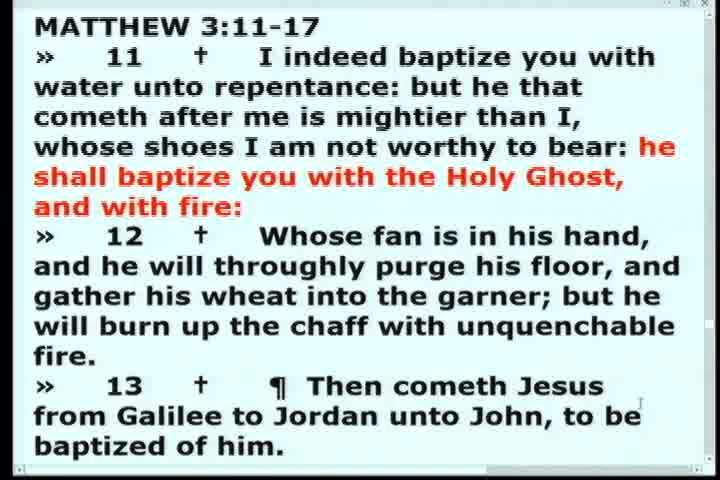 MATTHEW 3:11-17
» 11 † I indeed baptize you with
water unto repentance: but he that
cometh after me is mightier than I,
whose shoes I am not worthy to bear: he
shall baptize you with the Holy Ghost,
and with fire:
» 12 † Whose fan is in his hand,
and he will throughly purge his floor, and
gather his wheat into the garner; but he
will burn up the chaff with unquenchable
fire.
» 13 † ¶ Then cometh Jesus
from Galilee to Jordan unto John, to be
baptized of him.